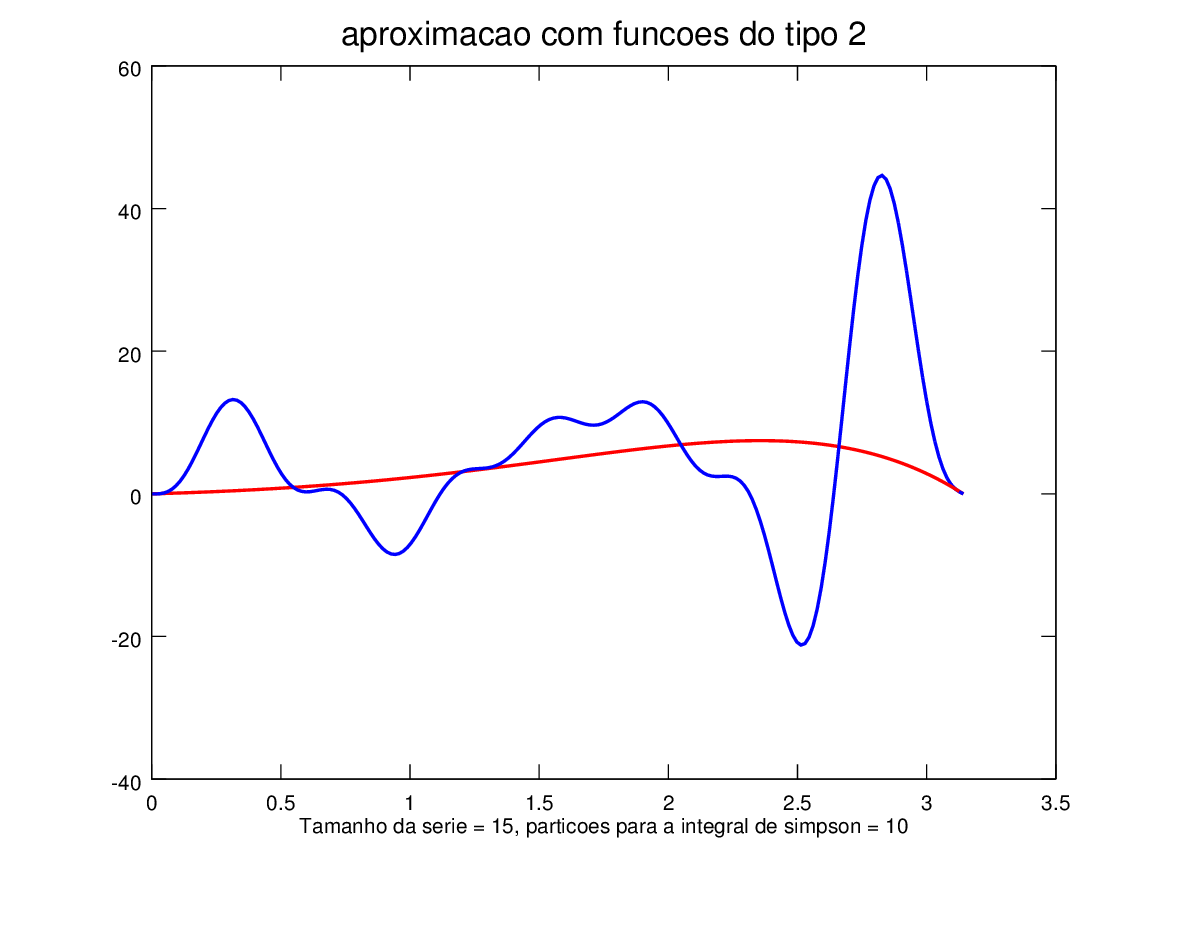 aproximacao com funcoes do tipo 2
60
40
20
0
-20
-40
0 0.5 1 1.5 2 2.5 3 3.5
Tamanho da serie = 15, particoes para a integral de simpson = 10